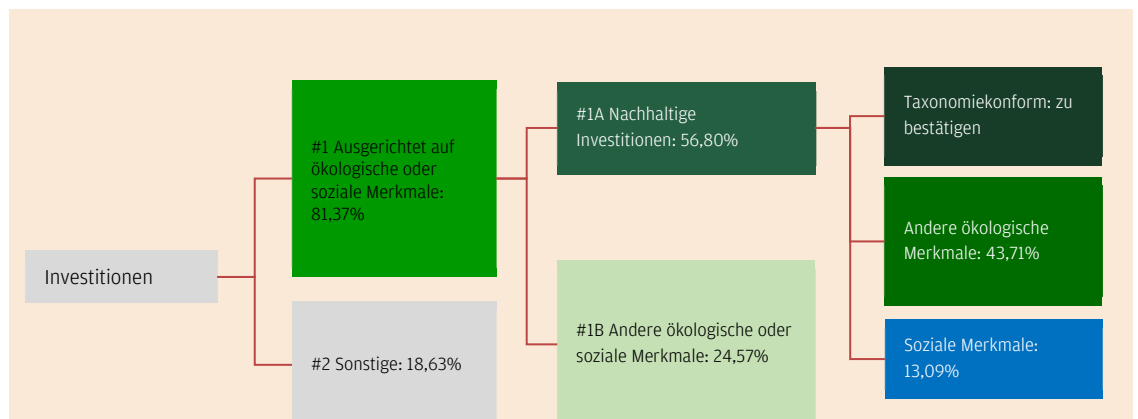 Investitionen
#1 Ausgerichtet auf
ökologische oder
soziale Merkmale:
81,37%
#2 Sonstige: 18,63%
#1A Nachhaltige
Investitionen: 56,80%
#1B Andere ökologische oder
soziale Merkmale: 24,57%
Taxonomiekonform: zu
bestätigen
Andere ökologische
Merkmale: 43,71%
Soziale Merkmale:
13,09%